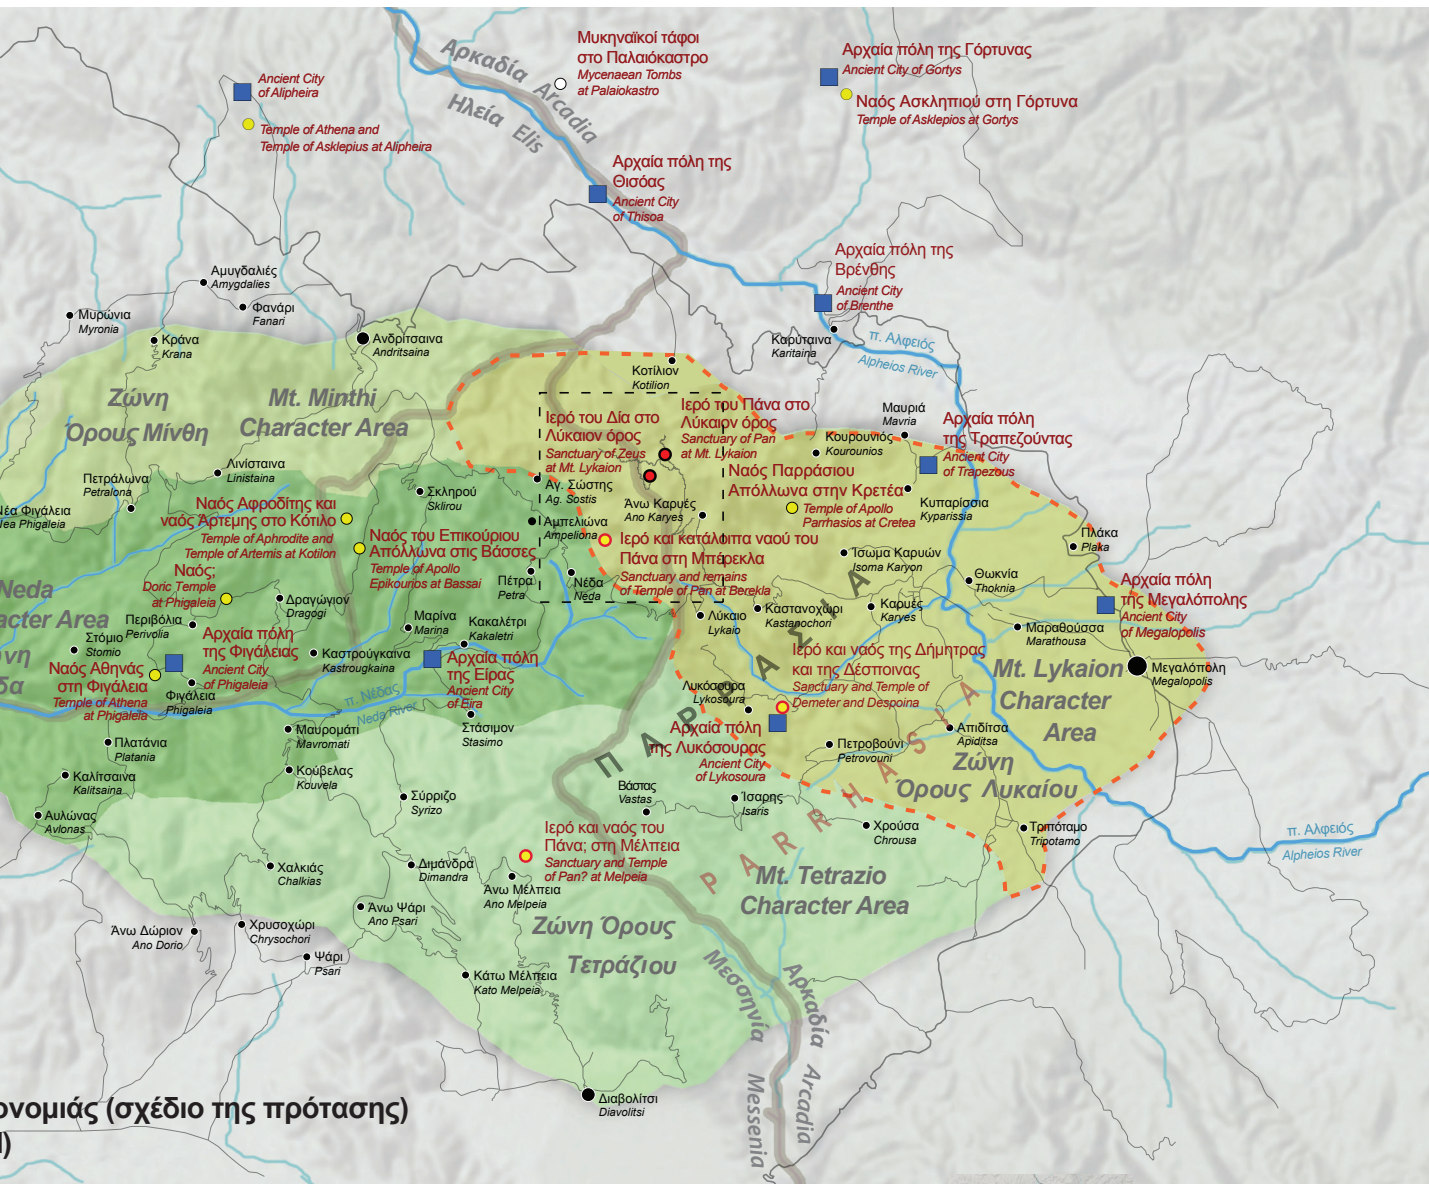 Μυκηναϊκοί τάφοι
στο Παλαιόκαστρο
Mycenaean Tombs
at Palaiokastro
Αρχαία πόλη της Γόρτυνας
Ancient City of Gortys
Ναός Ασκληπιού στη Γόρτυνα
Temple of Asklepios at Gortys
Ancient City
of Alipheira
Temple of Athena and
Temple of Asklepius at Alipheira
Αρκαδία Arcadia
Ηλεία Elis
Αρχαία πόλη της
Θισόας
Ancient City
of Thisoa
Αρχαία πόλη της
Βρένθης
Ancient City
of Brenthe
Αμυγδαλιές
Amygdalies
Φανάρι
Fanari
Μυρώνια
Myronia
Κράνα
Krana
Ανδρίτσαινα
Andritsaina
Καρύταινα
Karitaina
π. Αλφειός
Alpheios River
Κοτίλιον
Kotilion
Ζώνη
Όρους Μίνθη
Mt. Minthi
Character Area
Ιερό του Δία στο
Λύκαιον όρος
Sanctuary of Zeus
at Mt. Lykaion
Ιερό του Πάνα στο
Λύκαιον όρος
Sanctuary of Pan
at Mt. Lykaion
Μαυριά
Mavria
Κουρουνιός
Kourounios
Αρχαία πόλη
της Τραπεζούντας
Ancient City
of Trapezous
Λινίσταινα
Linistaina
Πετράλωνα
Petralona
Νέα Φιγάλεια
Nea Phigaleia
Σκληρού
Sklirou
Αγ. Σώστης
Ag. Sostis
Ναός Παρράσιου
Απόλλωνα στην Κρετέα
Temple of Apollo
Parrhasios at Cretea
Κυπαρίσσια
Kyparissia
Ναός Αφροδίτης και
ναός Άρτεμης στο Κότιλο
Temple of Aphrodite and
Temple of Artemis at Kotilon
Ναός του Επικούριου
Απόλλωνα στις Βάσσες
Temple of Apollo
Epikourios at Bassai
Αμπελιώνα
Ampeliona
Άνω Καρυές
Ano Karyes
Ιερό και κατάλοιπα ναού του
Πάνα στη Μπέρεκλα
Sanctuary and remains
of Temple of Pan at Berekla
Ίσωμα Καρυών
Isoma Karyon
Πλάκα
Plaka
Θωκνία
Thoknia
Ναός;
Doric Temple
at Phigaleia
Πέτρα
Petra
Νέδα
Neda
Neda
acter Area
νη
δα
Δραγώγιον
Dragogi
Περιβόλια
Perivolia
Στόμιο
Stomio
Μαρίνα
Marina
Κακαλέτρι
Kakaletri
Λύκαιο
Lykaio
Καστανοχώρι
Kastanochori
Καρυές
Karyes
Μαραθούσσα
Marathousa
Αρχαία πόλη
της Μεγαλόπολης
Ancient City
of Megalopolis
Μεγαλόπολη
Megalopolis
Αρχαία πόλη
της Φιγάλειας
Ancient City
of Phigaleia
Ναός Αθηνάς
στη Φιγάλεια
Temple of Athena
at Phigaleia
Φιγάλεια
Phigaleia
Καστρούγκαινα
Kastrougkaina
Αρχαία πόλη
της Είρας
Ancient City
of Eira
π. Νέδας
Neda River
Στάσιμον
Stasimo
Ιερό και ναός της Δήμητρας
και της Δέσποινας
Sanctuary and Temple of
Demeter and Despoina
Λυκόσουρα
Lykosoura
Αρχαία πόλη
της Λυκόσουρας
Ancient City
of Lykosoura
Mt. Lykaion
Character
Area
Ζώνη
Όρους Λυκαίου
Απιδίτσα
Apiditsa
Πετροβούνι
Petrovouni
ΠΑΡΡΑΣΙΑ
PARRHASIA
Μαυρομάτι
Mavromati
Πλατάνια
Platania
Καλίτσαινα
Kalitsaina
Κούβελας
Kouvela
Αυλώνας
Avlonas
Σύρριζο
Syrizo
Βάστας
Vastas
Ίσαρης
Isaris
Χρούσα
Chrousa
Τριπόταμο
Tripotamo
π. Αλφειός
Alpheios River
Ιερό και ναός του
Πάνα; στη Μέλπεια
Sanctuary and Temple
of Pan? at Melpeia
Χαλκιάς
Chalkias
Διμάνδρα
Dimandra
Άνω Μέλπεια
Ano Melpeia
Mt. Tetrazio
Character Area
Ζώνη Όρους
Τετράζιου
Άνω Ψάρι
Ano Psari
Άνω Δώριον
Ano Dorio
Χρυσοχώρι
Chrysochori
Ψάρι
Psari
Κάτω Μέλπεια
Kato Melpeia
Μεσσηνία Messenia
Αρκαδία Arcadia
Διαβολίτσι
Diavolitsi
ονομιάς (σχέδιο της πρότασης)